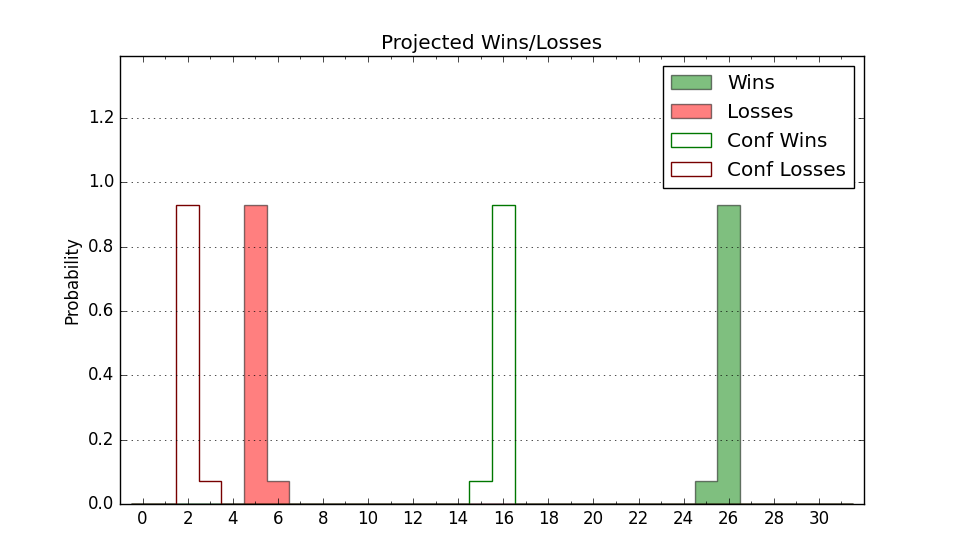 Projected Wins/Losses
Wins
Losses
Conf Wins
Conf Losses
Probability
1.2
1.0
0.8
0.6
0.4
0.2
0.0
0 2 4 6 8 10 12 14 16 18 20 22 24 26 28 30